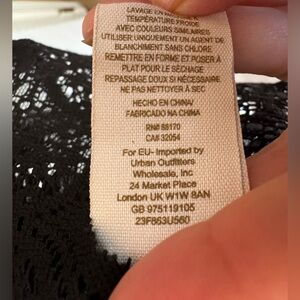 LAVAGE EN
TEMPÉRATURE FROIDE
AVEC COULEURS SIMILAIRES
UTILISER UNIQUEMENT UN AGENT DE
BLANCHIMENT SANS CHLORE
REMETTRE EN FORME ET POSER À
PLAT POUR LE SÉCHAGE
REPASSAGE DOUX SI NÉCESSAIRE
NE PAS NETTOYER À SEC
HECHO EN CHINA/
FABRICADO NA CHINA
RN# 66170
CA# 32054
For EU- Imported by
Urban Outfitters
Wholesale, Inc
24 Market Place
London UK W1W 8AN
GB 975119105
23F863U560